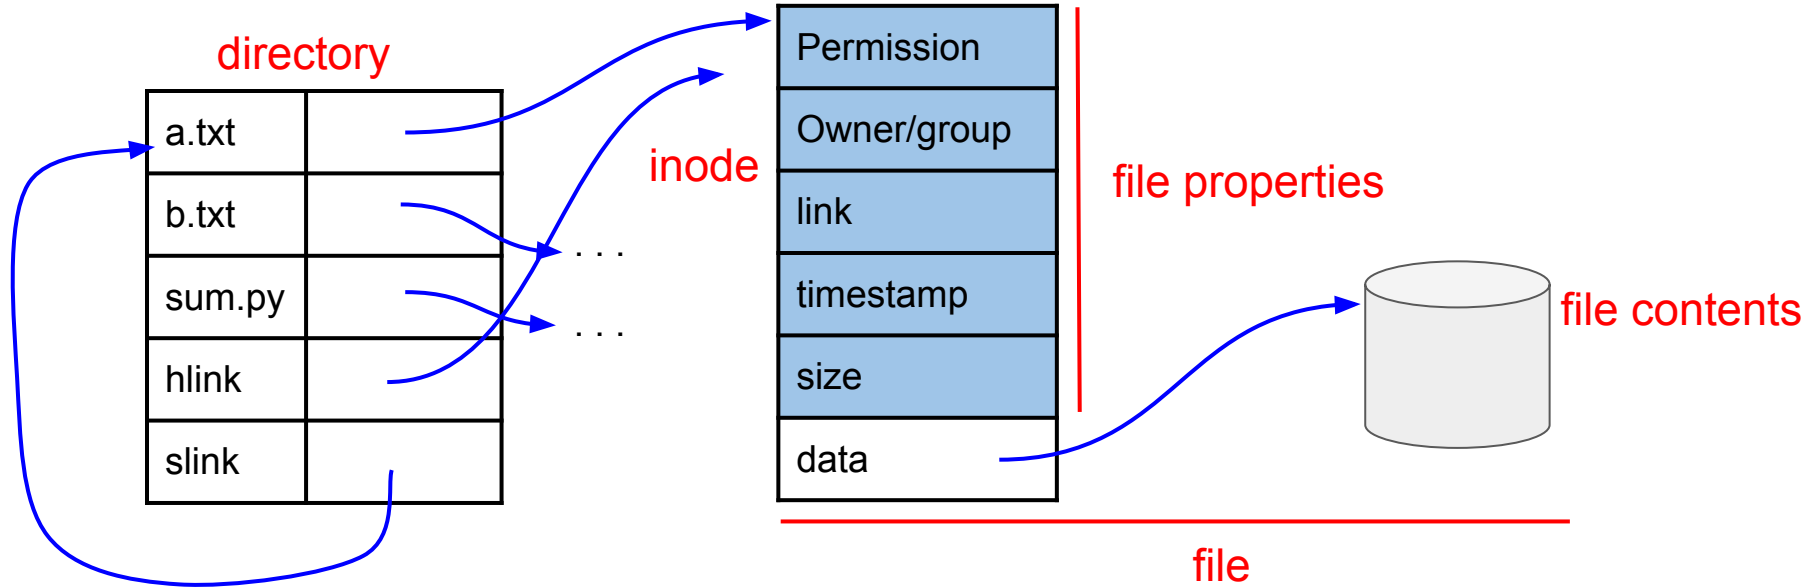 directory
a.txt
b.txt
sum.py
hlink
slink
. . .
. . .
inode
Permission
Owner/group
link
timestamp
size
data
file properties
file contents
file